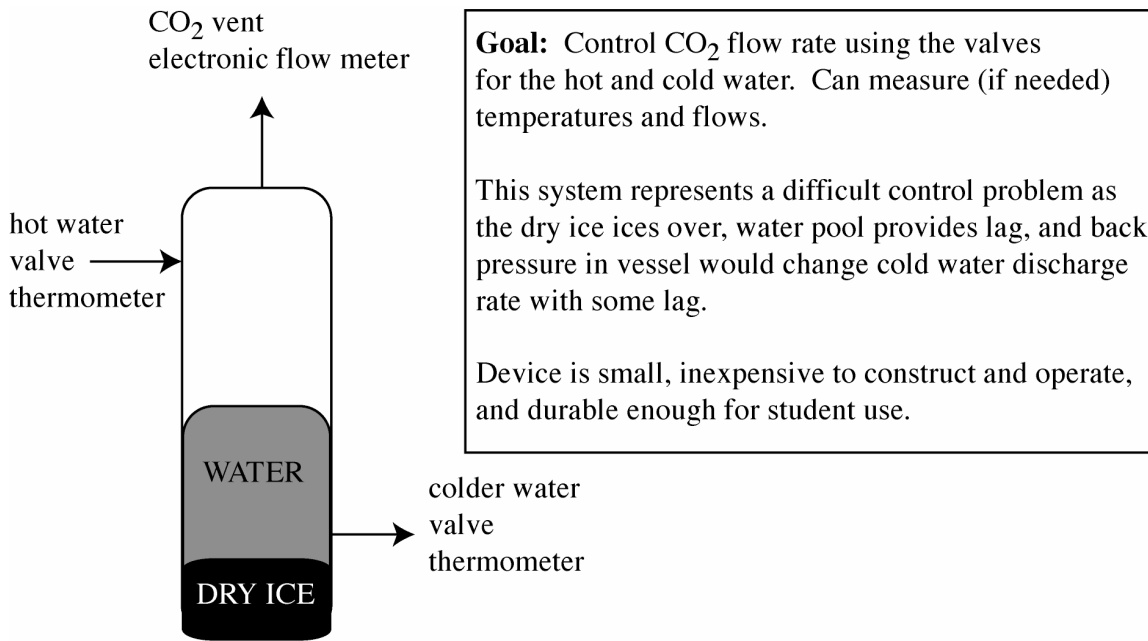 CO₂ vent
electronic flow meter
hot water
valve
thermometer
WATER
DRY ICE
colder water
valve
thermometer
Goal: Control CO₂ flow rate using the valves
for the hot and cold water. Can measure (if needed)
temperatures and flows.
This system represents a difficult control problem as
the dry ice ices over, water pool provides lag, and back
pressure in vessel would change cold water discharge
rate with some lag.
Device is small, inexpensive to construct and operate,
and durable enough for student use.